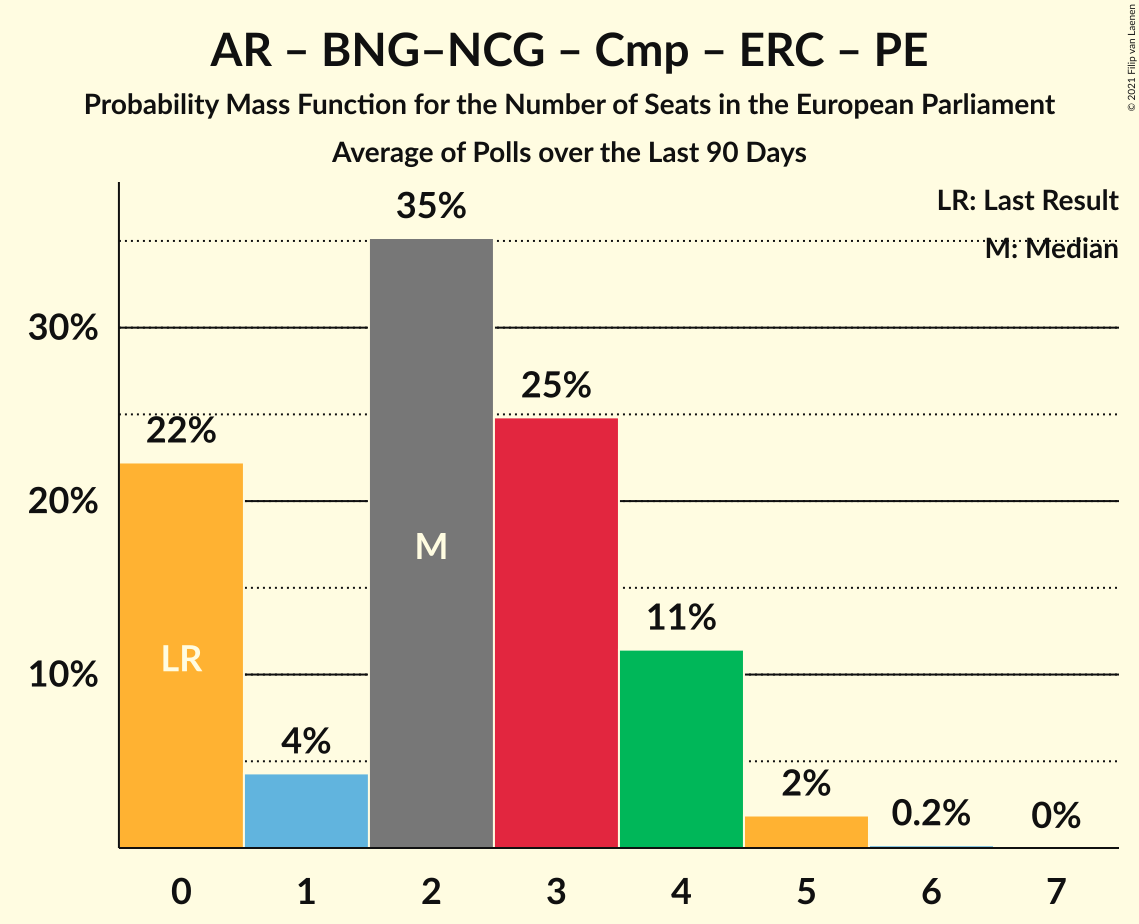 AR – BNG–NCG – Cmp – ERC – PE
Probability Mass Function for the Number of Seats in the European Parliament
Average of Polls over the Last 90 Days
© 2021 Filip van Laenen
LR: Last Result
M: Median
35%
30%
25%
22%
20%
M
11%
LR
10%
4%
2%
0.2%
0%
0 1 2 3 4 5 6 7